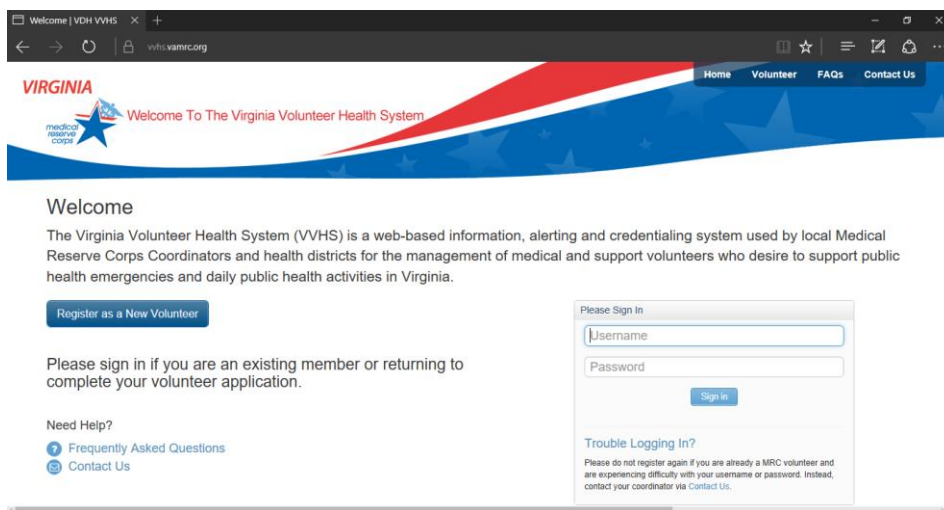 Welcome | VDH VVHS
vvhs.vamrc.org
Home Volunteer FAQs Contact Us
VIRGINIA
medical
reserve
corps
Welcome To The Virginia Volunteer Health System
Welcome
The Virginia Volunteer Health System (VVHS) is a web-based information, alerting and credentialing system used by local Medical
Reserve Corps Coordinators and health districts for the management of medical and support volunteers who desire to support public
health emergencies and daily public health activities in Virginia.
Register as a New Volunteer
Please sign in if you are an existing member or returning to
complete your volunteer application.
Need Help?
Frequently Asked Questions
Contact Us
Please Sign In
Username
Password
Sign in
Trouble Logging In?
Please do not register again if you are already a MRC volunteer and
are experiencing difficulty with your username or password. Instead,
contact your coordinator via Contact Us.